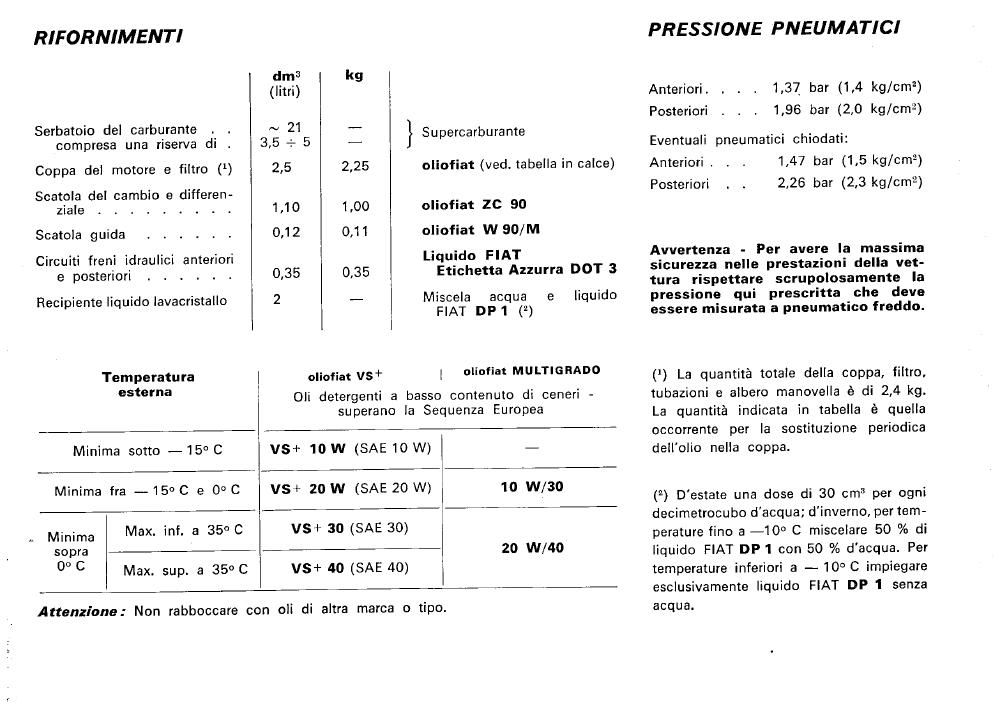 RIFORNIMENTI
dm³ kg
(litri)
Serbatoio del carburante . . ~ 21 — } Supercarburante
compresa una riserva di . 3,5 ÷ 5 —
Coppa del motore e filtro (¹) 2,5 2,25 oliofiat (ved. tabella in calce)
Scatola del cambio e differen-
ziale . . . . . . . . . 1,10 1,00 oliofiat ZC 90
Scatola guida . . . . . . 0,12 0,11 oliofiat W 90/M
Circuiti freni idraulici anteriori Liquido FIAT
e posteriori . . . . . . 0,35 0,35 Etichetta Azzurra DOT 3
Recipiente liquido lavacristallo 2 — Miscela acqua e liquido
FIAT DP 1 (²)
Temperatura
esterna
oliofiat VS+ oliofiat MULTIGRADO
Oli detergenti a basso contenuto di ceneri -
superano la Sequenza Europea
Minima sotto — 15° C VS+ 10 W (SAE 10 W) —
Minima fra — 15° C e 0° C VS+ 20 W (SAE 20 W) 10 W/30
Minima
sopra
0° C
Max. inf. a 35° C VS+ 30 (SAE 30)
20 W/40
Max. sup. a 35° C VS+ 40 (SAE 40)
Attenzione: Non rabboccare con oli di altra marca o tipo.
PRESSIONE PNEUMATICI
Anteriori. . . . 1,37 bar (1,4 kg/cm²)
Posteriori . . . 1,96 bar (2,0 kg/cm²)
Eventuali pneumatici chiodati:
Anteriori . . . 1,47 bar (1,5 kg/cm²)
Posteriori . . 2,26 bar (2,3 kg/cm²)
Avvertenza - Per avere la massima
sicurezza nelle prestazioni della vet-
tura rispettare scrupolosamente la
pressione qui prescritta che deve
essere misurata a pneumatico freddo.
(¹) La quantità totale della coppa, filtro,
tubazioni e albero manovella è di 2,4 kg.
La quantità indicata in tabella è quella
occorrente per la sostituzione periodica
dell'olio nella coppa.
(²) D'estate una dose di 30 cm³ per ogni
decimetrocubo d'acqua; d'inverno, per tem-
perature fino a —10° C miscelare 50 % di
liquido FIAT DP 1 con 50 % d'acqua. Per
temperature inferiori a — 10° C impiegare
esclusivamente liquido FIAT DP 1 senza
acqua.